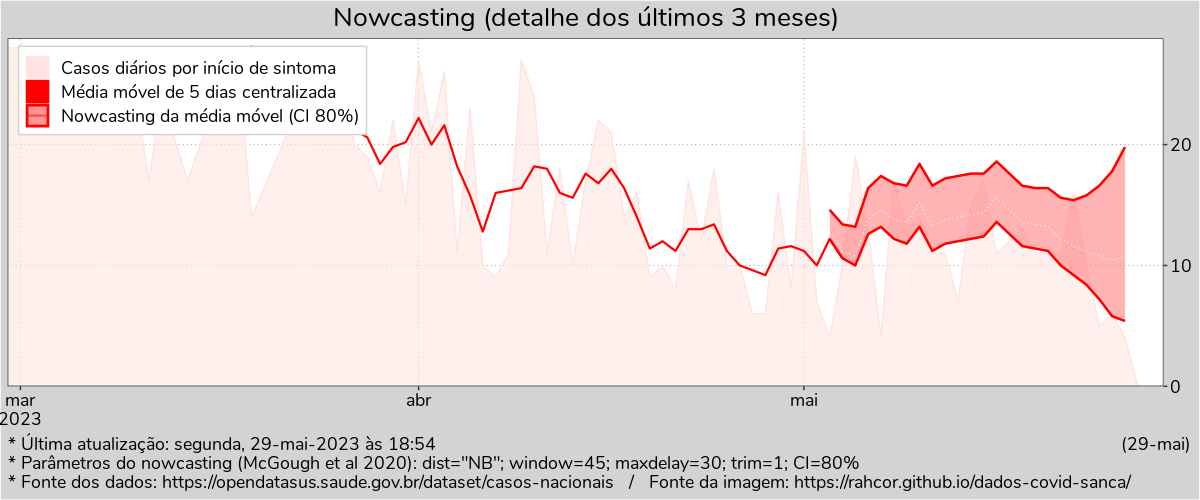 Nowcasting (detalhe dos últimos 3 meses)
Casos diários por início de sintoma
Média móvel de 5 dias centralizada
Nowcasting da média móvel (CI 80%)
20
10
0
mar abr mai
2023
* Última atualização: segunda, 29-mai-2023 às 18:54 (29-mai)
* Parâmetros do nowcasting (McGough et al 2020): dist="NB"; window=45; maxdelay=30; trim=1; CI=80%
* Fonte dos dados: https://opendatasus.saude.gov.br/dataset/casos-nacionais / Fonte da imagem: https://rahcor.github.io/dados-covid-sanca/